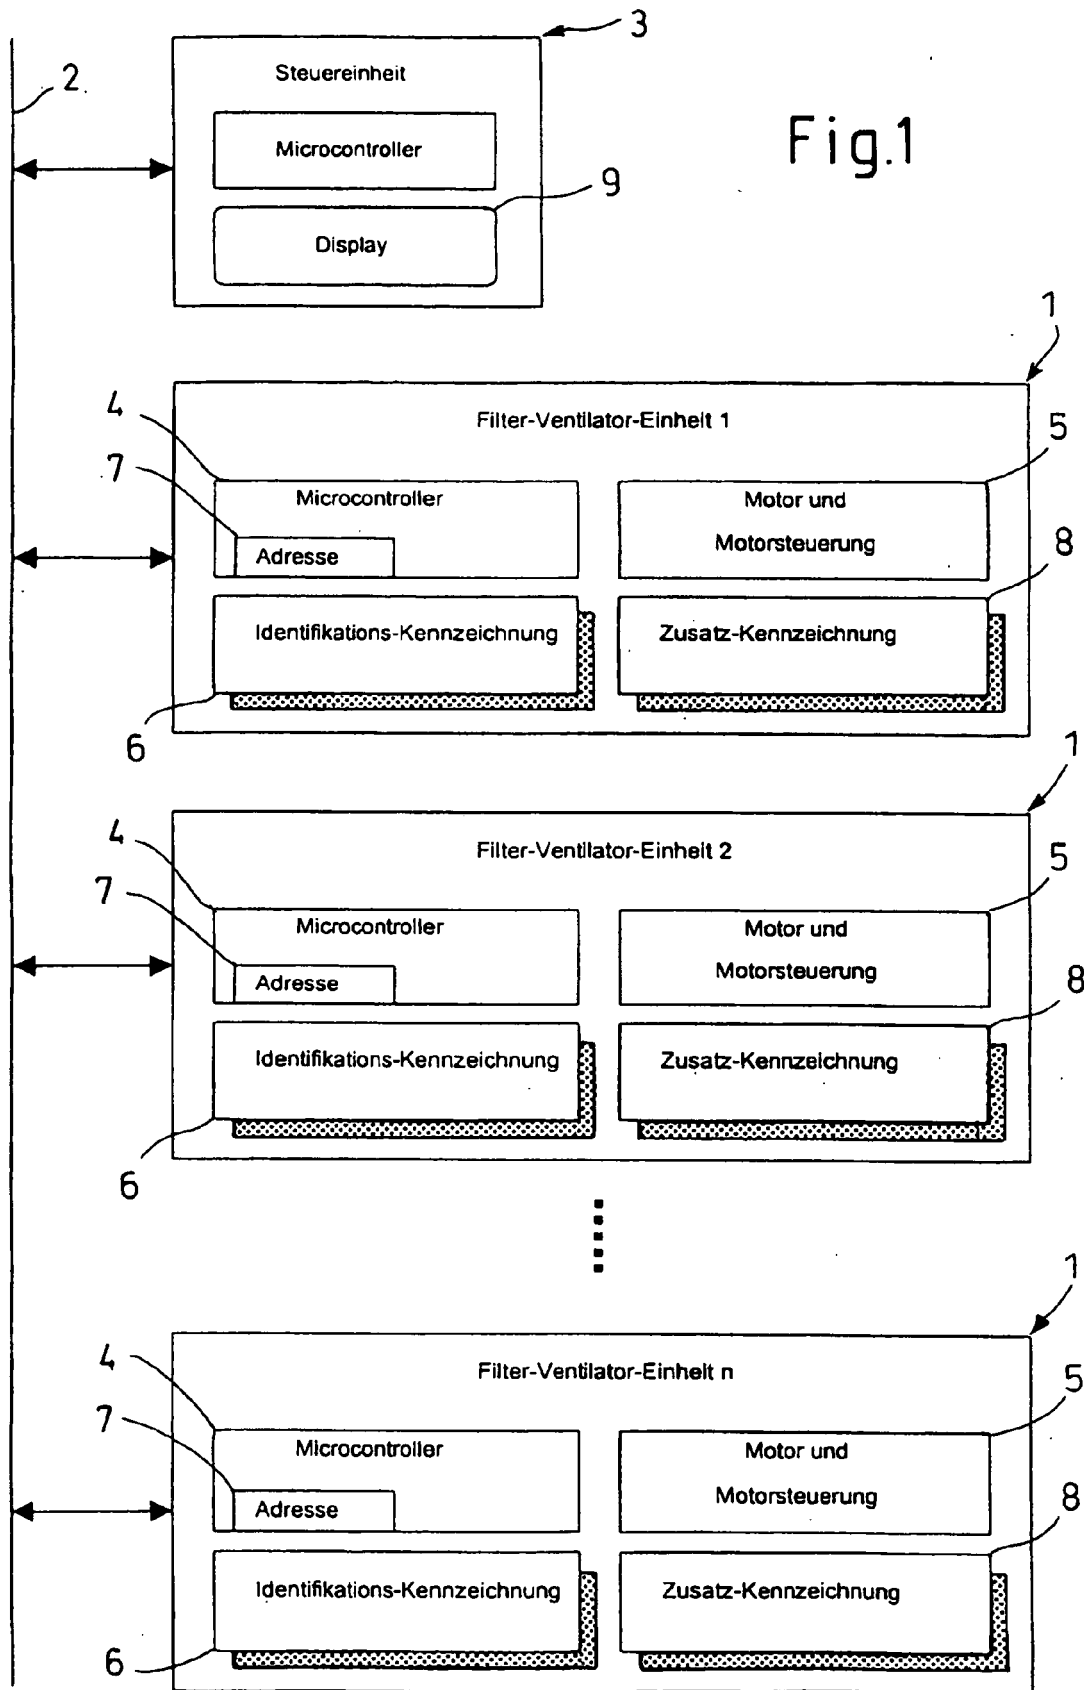 3
Steuereinheit
2
Fig.1
Microcontroller
9
Display
1
Filter-Ventilator-Einheit 1
4
5
7
Microcontroller
Motor und
Motorsteuerung
Adresse
8
Identifikations-Kennzeichnung
Zusatz-Kennzeichnung
6
1
Filter-Ventilator-Einheit 2
4
5
7
Microcontroller
Motor und
Motorsteuerung
Adresse
8
Identifikations-Kennzeichnung
Zusatz-Kennzeichnung
6
1
Filter-Ventilator-Einheit n
4
5
7
Microcontroller
Motor und
Motorsteuerung
Adresse
8
Identifikations-Kennzeichnung
Zusatz-Kennzeichnung
6